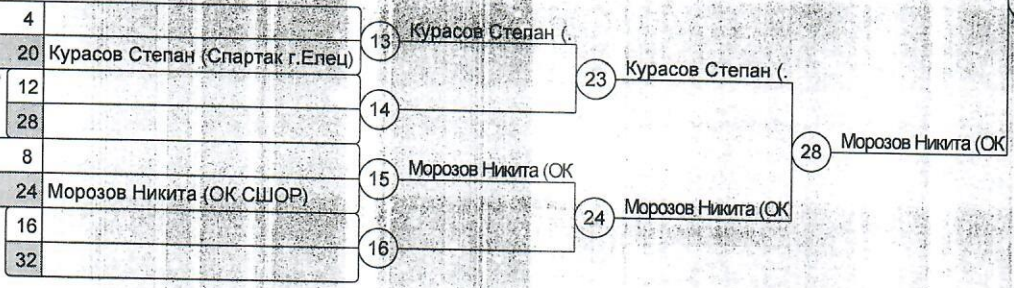 4
20 Курасов Степан (Спартак г.Елец)
13 Курасов Степан (.
12
28
14
23 Курасов Степан (.
8
24 Морозов Никита (ОК СШОР)
15 Морозов Никита (ОК
16
32
16
24 Морозов Никита (ОК
28 Морозов Никита (ОК